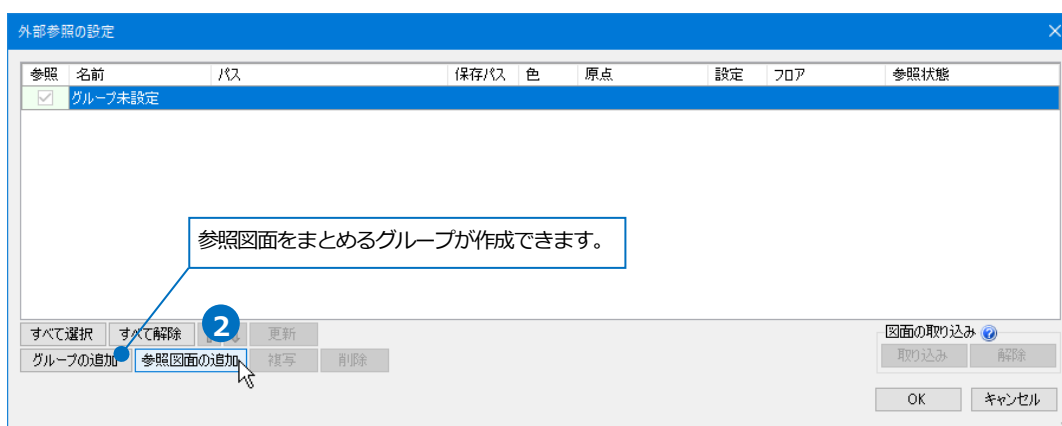 外部参照の設定
参照 名前 パス 保存パス 色 原点 設定 フロア 参照状態
グループ未設定
参照図面をまとめるグループが作成できます。
すべて選択 すべて解除 2 更新
図面の取り込み
グループの追加 参照図面の追加 複写 削除
取り込み 解除
OK キャンセル